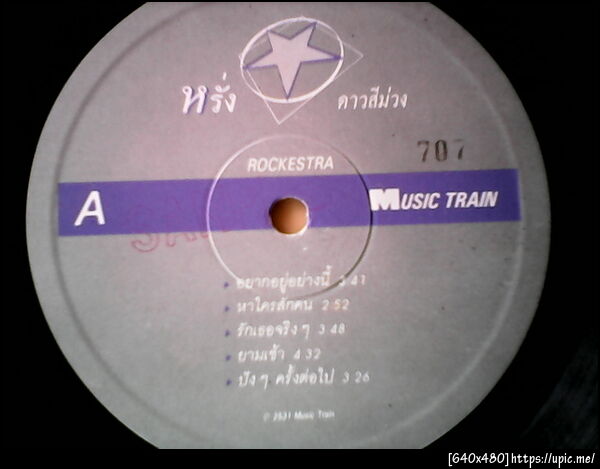 หรั่ง
ดาวสีม่วง
707
ROCKESTRA
A
MUSIC TRAIN
อยากอยู่อย่างนี้ 3 41
หาใครสักคน 2 52
รักเธอจริง ๆ 3 48
ยามเช้า 4 32
ปัง ๆ ครั้งต่อไป 3 26
© 2531 Music Train
[640x480]https://upic.me/